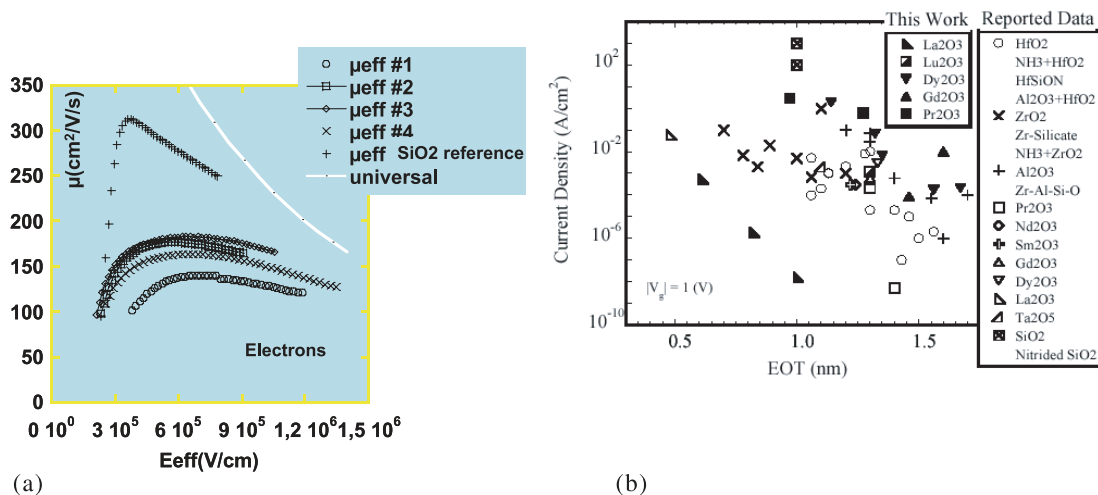 μeff #1
μeff #2
μeff #3
μeff #4
μeff SiO2 reference
universal
μ(cm²/V/s)
350
300
250
200
150
100
50
0
Electrons
0 10⁰ 3 10⁵ 6 10⁵ 9 10⁵ 1,2 10⁶ 1,5 10⁶
Eeff(V/cm)
(a)
This Work
La2O3
Lu2O3
Dy2O3
Gd2O3
Pr2O3
Reported Data
HfO2
NH3+HfO2
HfSiON
Al2O3+HfO2
ZrO2
Zr-Silicate
NH3+ZrO2
Al2O3
Zr-Al-Si-O
Pr2O3
Nd2O3
Sm2O3
Gd2O3
Dy2O3
La2O3
Ta2O5
SiO2
Nitrided SiO2
Current Density (A/cm²)
10²
10⁻²
10⁻⁶
10⁻¹⁰
|Vg| = 1 (V)
0.5 1.0 1.5
EOT (nm)
(b)